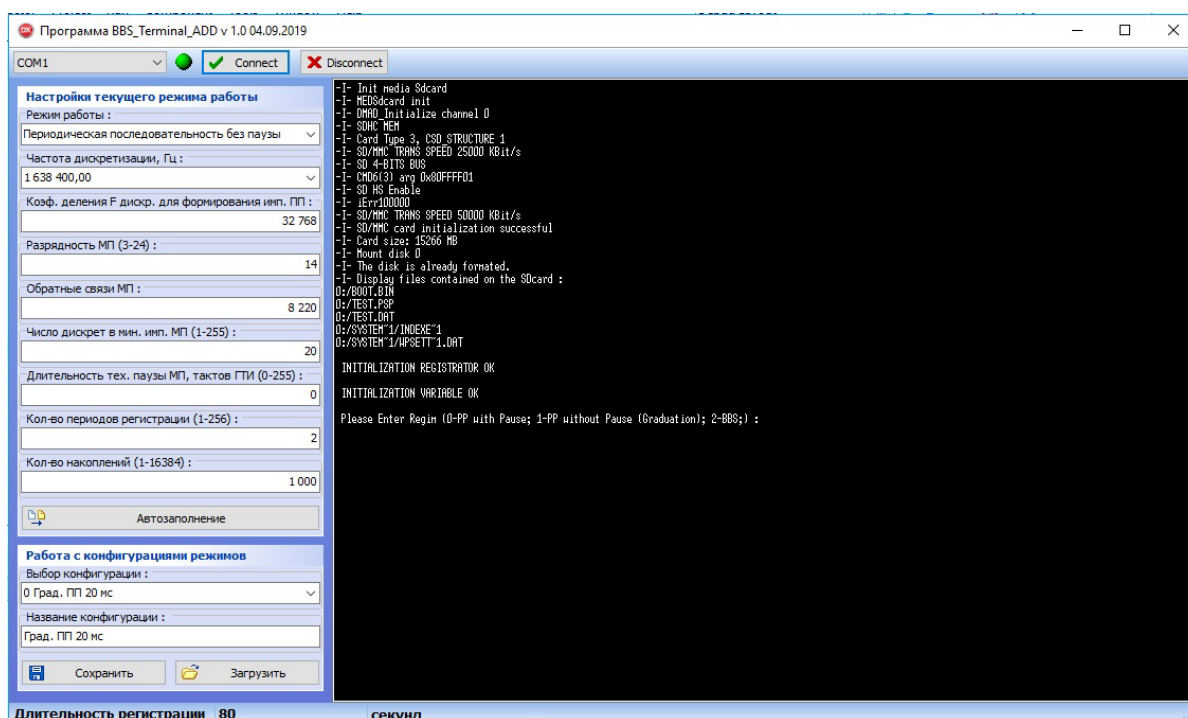 Программа BBS_Terminal_ADD v 1.0 04.09.2019
COM1
Connect
Disconnect
Настройки текущего режима работы
Режим работы :
Периодическая последовательность без паузы
Частота дискретизации, Гц :
1 638 400,00
Коэф. деления F дискр. для формирования имп. ПП :
32 768
Разрядность МП (3-24) :
14
Обратные связи МП :
8 220
Число дискрет в мин. имп. МП (1-255) :
20
Длительность тех. паузы МП, тактов ГТИ (0-255) :
0
Кол-во периодов регистрации (1-256) :
2
Кол-во накоплений (1-16384) :
1 000
Автозаполнение
Работа с конфигурациями режимов
Выбор конфигурации :
0 Град. ПП 20 мс
Название конфигурации :
Град. ПП 20 мс
Сохранить
Загрузить
-I- Init media Sdcard
-I- MEDSdcard init
-I- DMAD_Initialize channel 0
-I- SDHC MEM
-I- Card Type 3, CSD_STRUCTURE 1
-I- SD/MMC TRANS SPEED 25000 KBit/s
-I- SD 4-BITS BUS
-I- CMD6(3) arg 0x80FFFF01
-I- SD HS Enable
-I- iErr100000
-I- SD/MMC TRANS SPEED 50000 KBit/s
-I- SD/MMC card initialization successful
-I- Card size: 15266 MB
-I- Mount disk 0
-I- The disk is already formated.
-I- Display files contained on the SDcard :
0:/BOOT.BIN
0:/TEST.PSP
0:/TEST.DAT
0:/SYSTEM~1/INDEXE~1
0:/SYSTEM~1/WPSETT~1.DAT
INITIALIZATION REGISTRATOR OK
INITIALIZATION VARIABLE OK
Please Enter Regim (0-PP with Pause; 1-PP without Pause (Graduation); 2-BBS;) :
Длительность регистрации 80 секунд